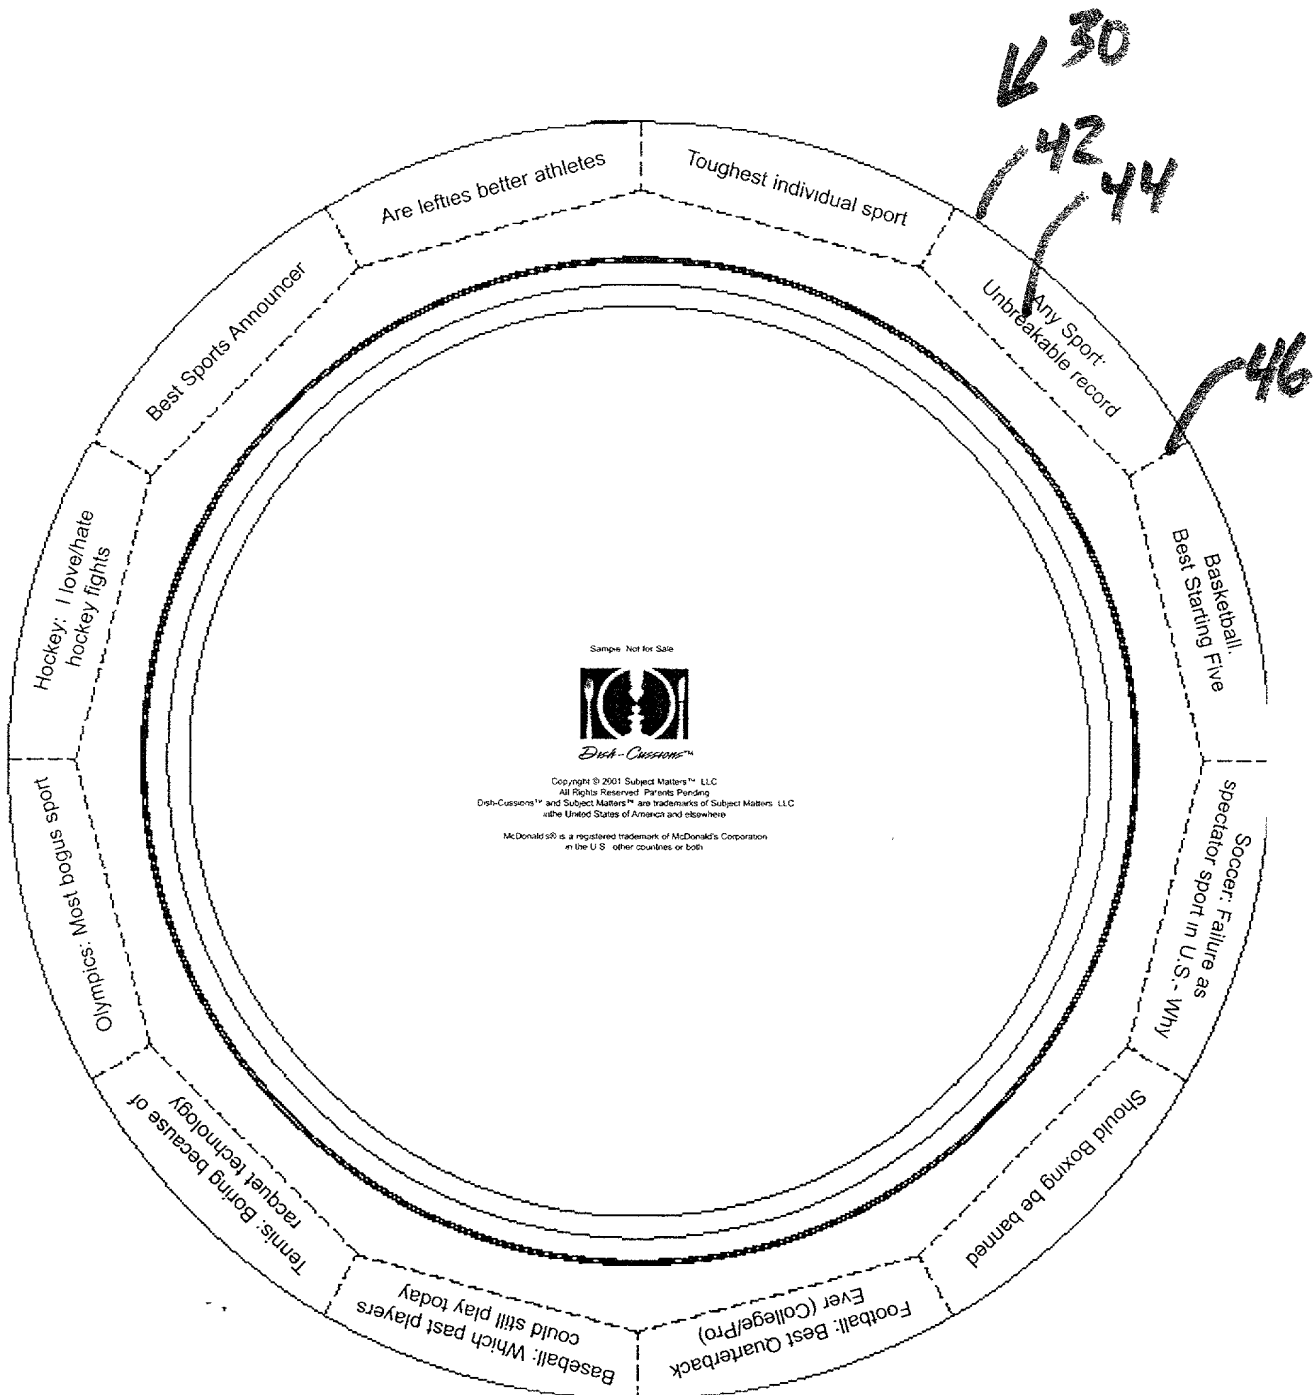 30
42
44
46
Toughest individual sport
Any Sport:
Unbreakable record
Basketball.
Best Starting Five
Soccer: Failure as
spectator sport in U.S.- Why
Should Boxing be banned
Football: Best Quarterback
Ever (College/Pro)
Baseball: Which past players
could still play today
Tennis: Boring because of
racquet technology
Olympics: Most bogus sport
Hockey: I love/hate
hockey fights
Best Sports Announcer
Are lefties better athletes
Sample Not for Sale
Dish-Cussions™
Copyright © 2001 Subject Matters™ LLC
All Rights Reserved Patents Pending
Dish-Cussions™ and Subject Matters™ are trademarks of Subject Matters LLC
in the United States of America and elsewhere
McDonald's® is a registered trademark of McDonald's Corporation
in the U S other countries or both